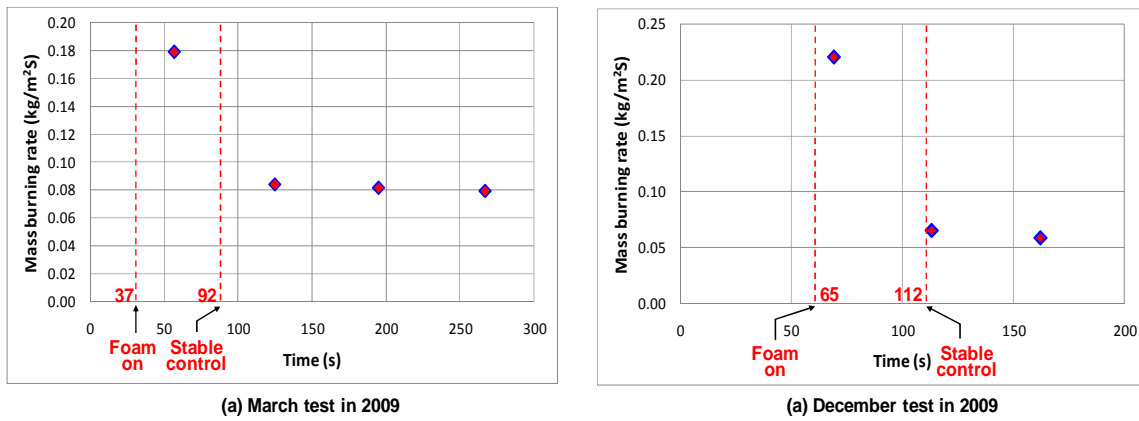 Mass burning rate (kg/m²S)
0.20
0.18
0.16
0.14
0.12
0.10
0.08
0.06
0.04
0.02
0.00
37
92
0
50
100
150
200
250
300
Foam
on
Stable
control
Time (s)
(a) March test in 2009
Mass burning rate (kg/m²S)
0.25
0.20
0.15
0.10
0.05
0.00
65
112
0
50
100
150
200
Foam
on
Time (s)
Stable
control
(a) December test in 2009